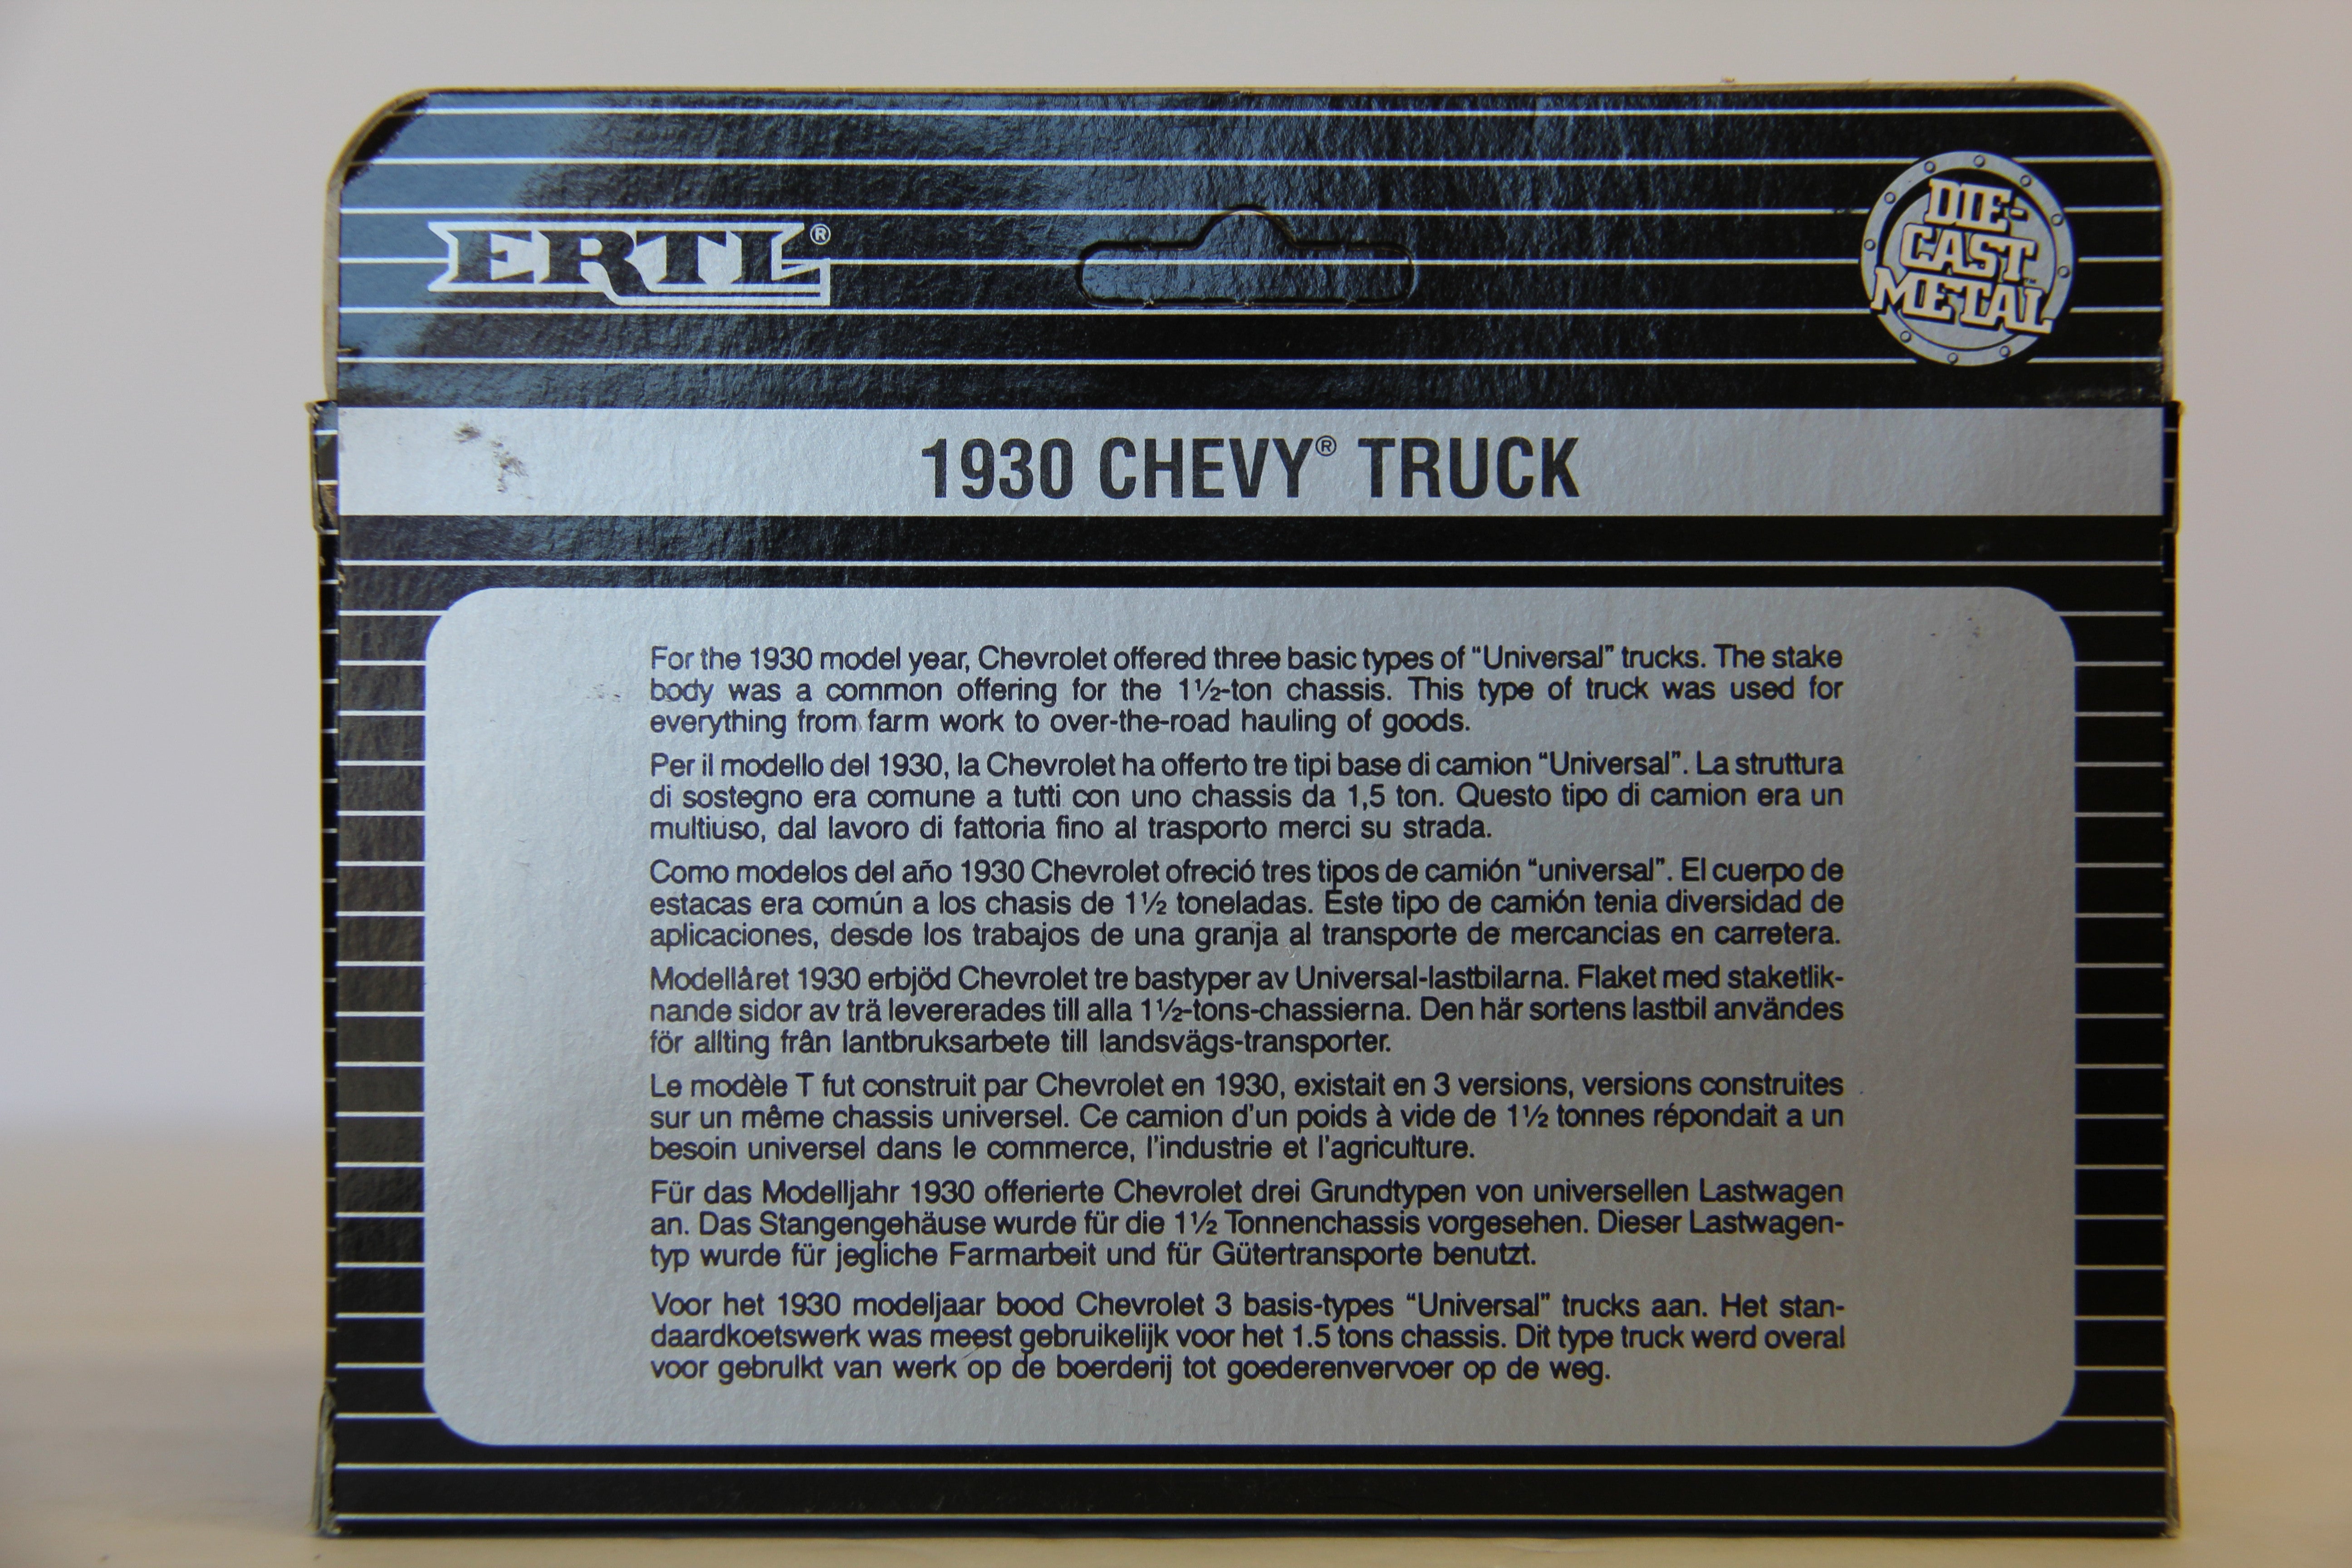 ERTL®
DIE-
CAST
METAL™
1930 CHEVY® TRUCK
For the 1930 model year, Chevrolet offered three basic types of “Universal” trucks. The stake
body was a common offering for the 1½-ton chassis. This type of truck was used for
everything from farm work to over-the-road hauling of goods.
Per il modello del 1930, la Chevrolet ha offerto tre tipi base di camion “Universal”. La struttura
di sostegno era comune a tutti con uno chassis da 1,5 ton. Questo tipo di camion era un
multiuso, dal lavoro di fattoria fino al trasporto merci su strada.
Como modelos del año 1930 Chevrolet ofreció tres tipos de camión “universal”. El cuerpo de
estacas era común a los chasis de 1½ toneladas. Este tipo de camión tenia diversidad de
aplicaciones, desde los trabajos de una granja al transporte de mercancias en carretera.
Modellåret 1930 erbjöd Chevrolet tre bastyper av Universal-lastbilarna. Flaket med staketlik-
nande sidor av trä levererades till alla 1½-tons-chassierna. Den här sortens lastbil användes
för allting från lantbruksarbete till landsvägs-transporter.
Le modèle T fut construit par Chevrolet en 1930, existait en 3 versions, versions construites
sur un même chassis universel. Ce camion d'un poids à vide de 1½ tonnes répondait a un
besoin universel dans le commerce, l'industrie et l'agriculture.
Für das Modelljahr 1930 offerierte Chevrolet drei Grundtypen von universellen Lastwagen
an. Das Stangengehäuse wurde für die 1½ Tonnenchassis vorgesehen. Dieser Lastwagen-
typ wurde für jegliche Farmarbeit und für Gütertransporte benutzt.
Voor het 1930 modeljaar bood Chevrolet 3 basis-types “Universal” trucks aan. Het stan-
daardkoetswerk was meest gebruikelijk voor het 1.5 tons chassis. Dit type truck werd overal
voor gebruikt van werk op de boerderij tot goederenvervoer op de weg.